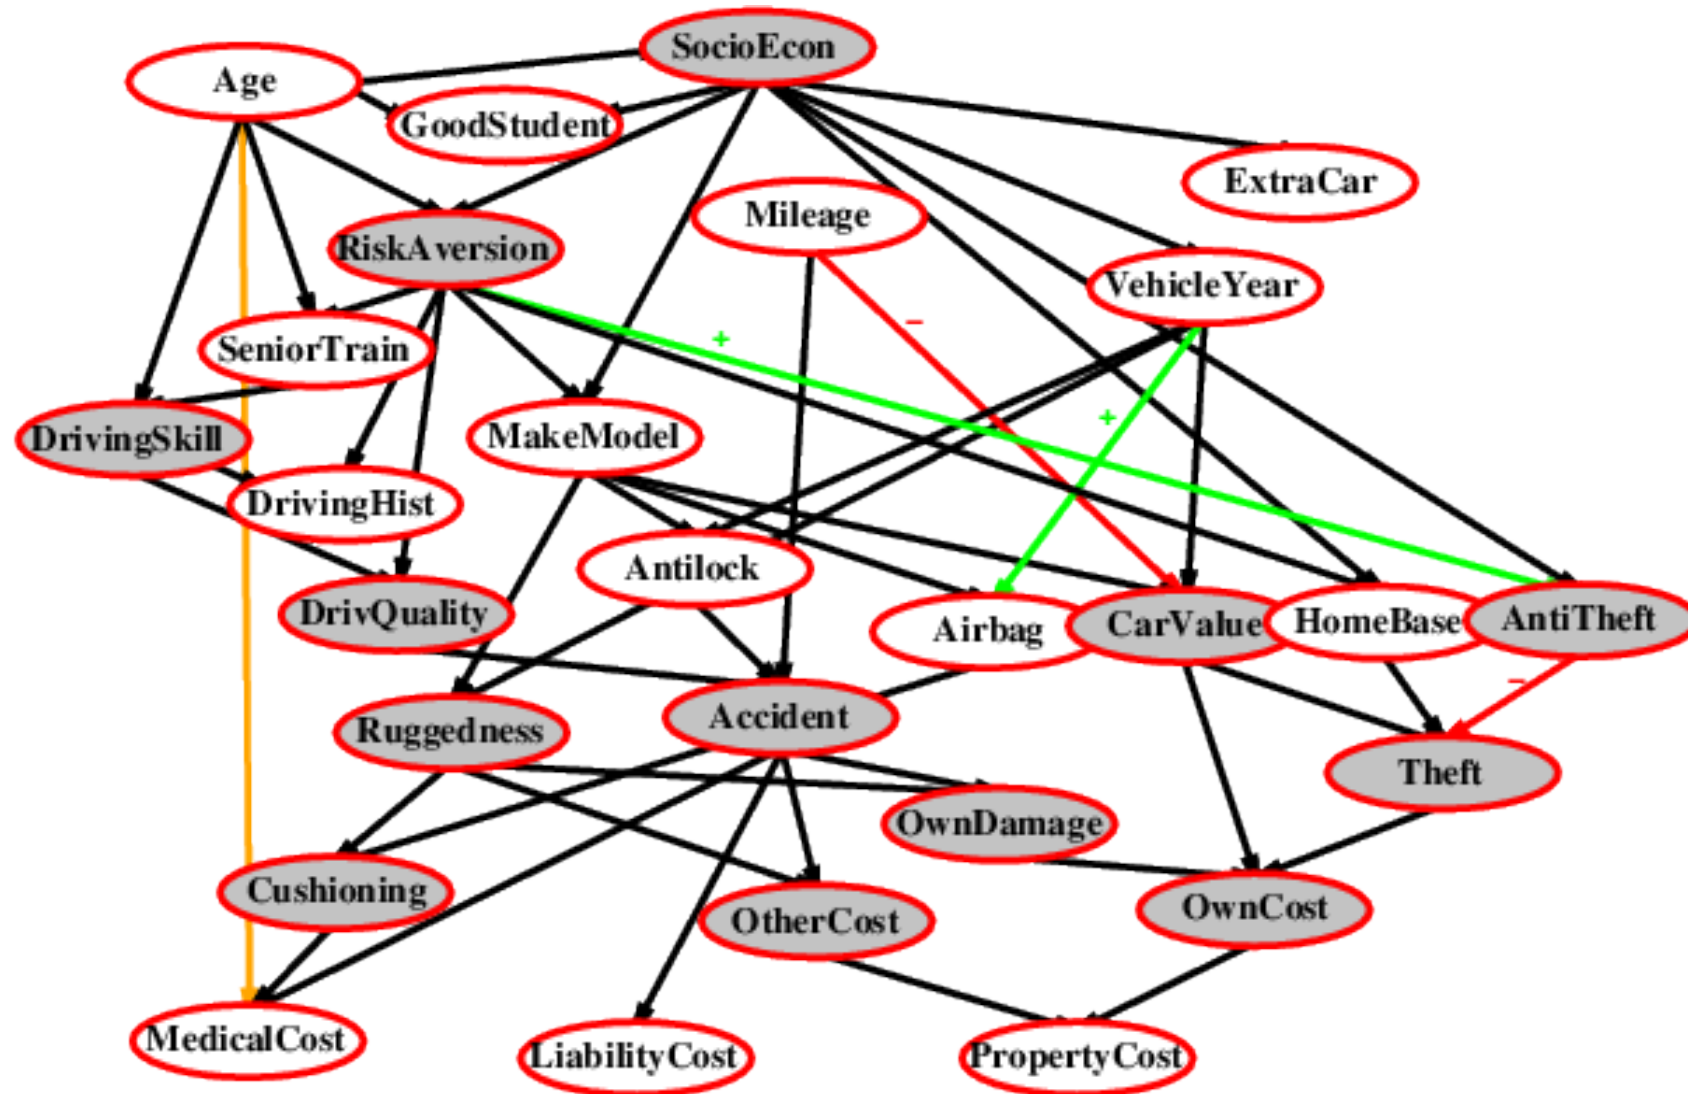 SocioEcon
Age
GoodStudent
ExtraCar
Mileage
RiskAversion
VehicleYear
+
−
SeniorTrain
+
DrivingSkill
MakeModel
DrivingHist
Antilock
DrivQuality
Airbag
CarValue
HomeBase
AntiTheft
−
Ruggedness
Accident
Theft
OwnDamage
Cushioning
OtherCost
OwnCost
MedicalCost
LiabilityCost
PropertyCost